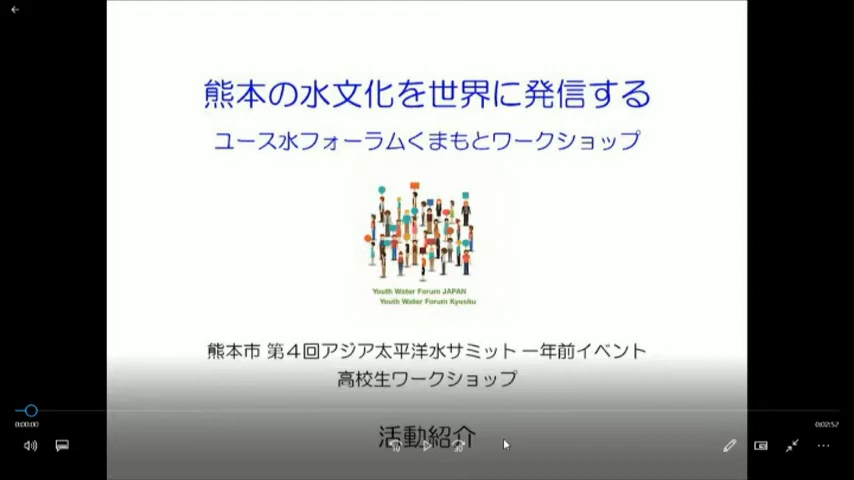 熊本の水文化を世界に発信する
ユース水フォーラムくまもとワークショップ
Youth Water Forum JAPAN
Youth Water Forum Kyushu
熊本市 第4回アジア太平洋水サミット一年前イベント
高校生ワークショップ
0:00:00
0:02:52
活動紹介
10
30